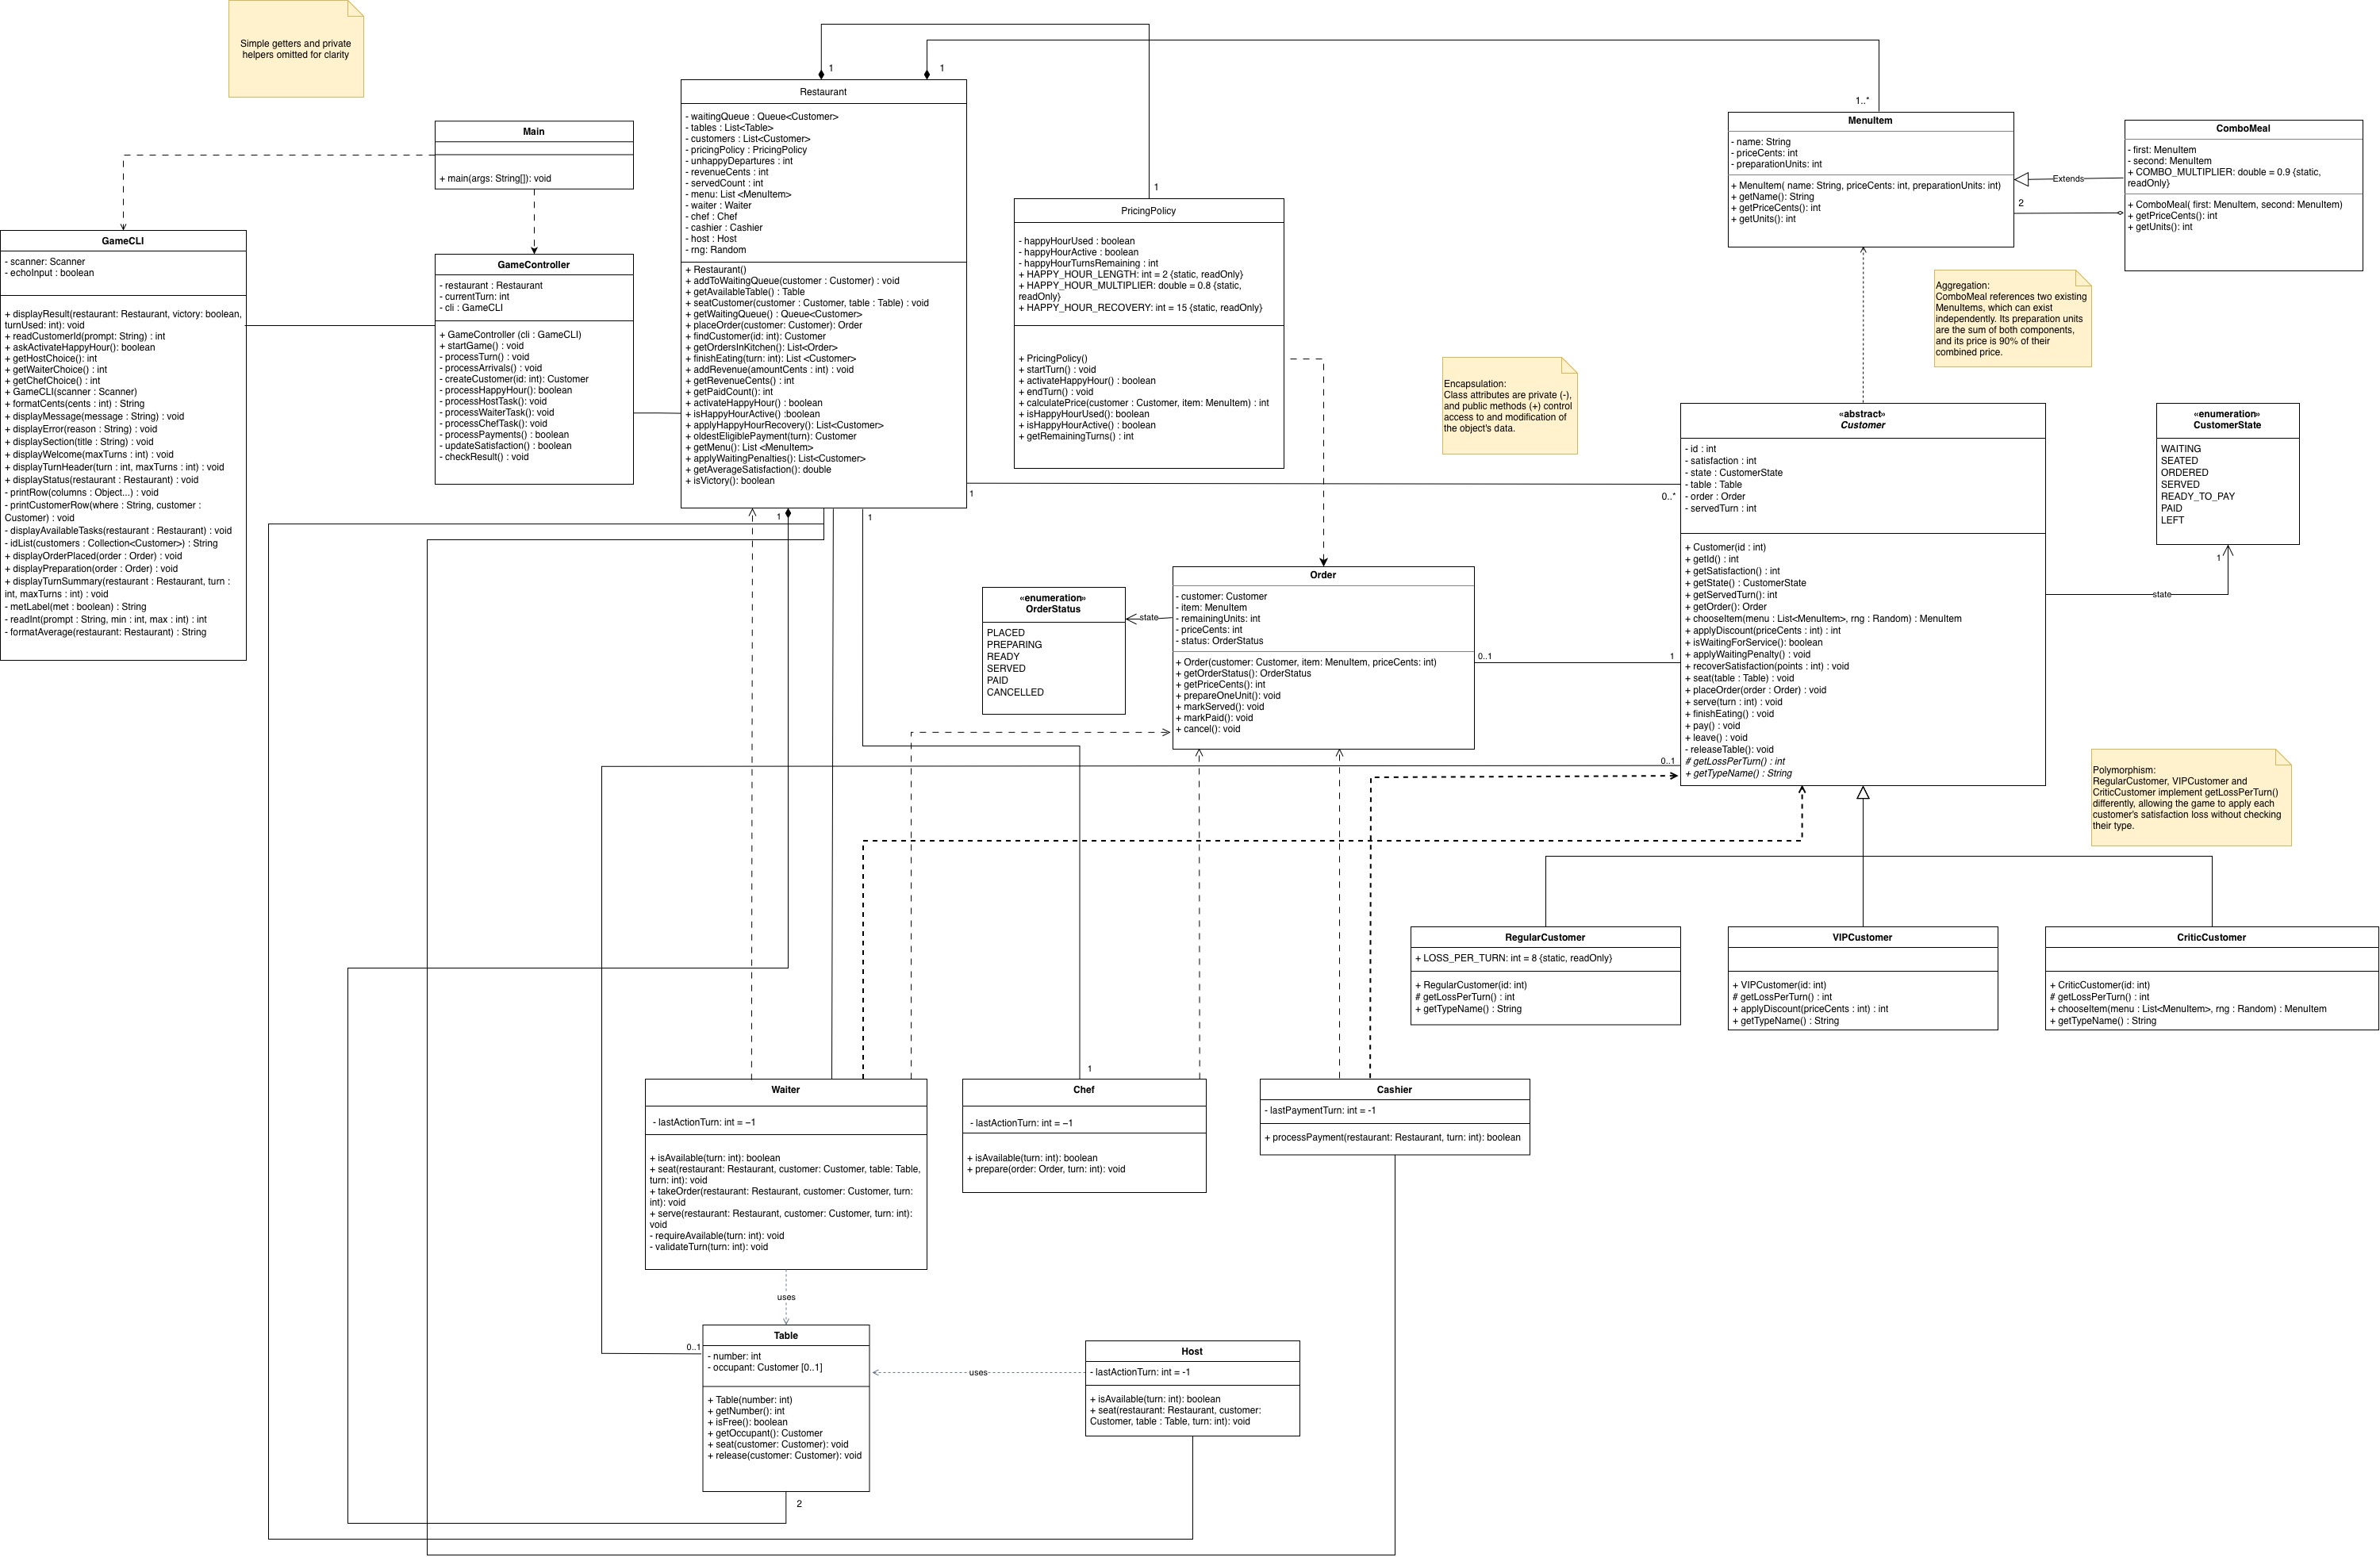 Simple getters and private
helpers omitted for clarity
1
1
Restaurant
- waitingQueue : Queue<Customer>
- tables : List<Table>
- customers : List<Customer>
- pricingPolicy : PricingPolicy
- unhappyDepartures : int
- revenueCents : int
- servedCount : int
- menu: List <MenuItem>
- waiter : Waiter
- chef : Chef
- cashier : Cashier
- host : Host
- rng: Random
+ Restaurant()
+ addToWaitingQueue(customer : Customer) : void
+ getAvailableTable() : Table
+ seatCustomer(customer : Customer, table : Table) : void
+ getWaitingQueue() : Queue<Customer>
+ placeOrder(customer: Customer): Order
+ findCustomer(id: int): Customer
+ getOrdersInKitchen(): List<Order>
+ finishEating(turn: int): List <Customer>
+ addRevenue(amountCents : int) : void
+ getRevenueCents() : int
+ getPaidCount(): int
+ activateHappyHour() : boolean
+ isHappyHourActive() :boolean
+ applyHappyHourRecovery(): List<Customer>
+ oldestEligiblePayment(turn): Customer
+ getMenu(): List <MenuItem>
+ applyWaitingPenalties(): List<Customer>
+ getAverageSatisfaction(): double
+ isVictory(): boolean
Main
+ main(args: String[]): void
GameCLI
- scanner: Scanner
- echoInput : boolean
+ displayResult(restaurant: Restaurant, victory: boolean,
turnUsed: int): void
+ readCustomerId(prompt: String) : int
+ askActivateHappyHour(): boolean
+ getHostChoice(): int
+ getWaiterChoice() : int
+ getChefChoice() : int
+ GameCLI(scanner : Scanner)
+ formatCents(cents : int) : String
+ displayMessage(message : String) : void
+ displayError(reason : String) : void
+ displaySection(title : String) : void
+ displayWelcome(maxTurns : int) : void
+ displayTurnHeader(turn : int, maxTurns : int) : void
+ displayStatus(restaurant : Restaurant) : void
- printRow(columns : Object...) : void
- printCustomerRow(where : String, customer :
Customer) : void
- displayAvailableTasks(restaurant : Restaurant) : void
- idList(customers : Collection<Customer>) : String
+ displayOrderPlaced(order : Order) : void
+ displayPreparation(order : Order) : void
+ displayTurnSummary(restaurant : Restaurant, turn :
int, maxTurns : int) : void
- metLabel(met : boolean) : String
- readInt(prompt : String, min : int, max : int) : int
- formatAverage(restaurant: Restaurant) : String
GameController
- restaurant : Restaurant
- currentTurn: int
- cli : GameCLI
+ GameController (cli : GameCLI)
+ startGame() : void
- processTurn() : void
- processArrivals() : void
- createCustomer(id: int): Customer
- processHappyHour(): boolean
- processHostTask(): void
- processWaiterTask(): void
- processChefTask(): void
- processPayments() : boolean
- updateSatisfaction() : boolean
- checkResult() : void
1
PricingPolicy
- happyHourUsed : boolean
- happyHourActive : boolean
- happyHourTurnsRemaining : int
+ HAPPY_HOUR_LENGTH: int = 2 {static, readOnly}
+ HAPPY_HOUR_MULTIPLIER: double = 0.8 {static,
readOnly}
+ HAPPY_HOUR_RECOVERY: int = 15 {static, readOnly}
+ PricingPolicy()
+ startTurn() : void
+ activateHappyHour() : boolean
+ endTurn() : void
+ calculatePrice(customer : Customer, item: MenuItem) : int
+ isHappyHourUsed(): boolean
+ isHappyHourActive() : boolean
+ getRemainingTurns() : int
1..*
MenuItem
- name: String
- priceCents: int
- preparationUnits: int
+ MenuItem( name: String, priceCents: int, preparationUnits: int)
+ getName(): String
+ getPriceCents(): int
+ getUnits(): int
Extends
2
ComboMeal
- first: MenuItem
- second: MenuItem
+ COMBO_MULTIPLIER: double = 0.9 {static,
readOnly}
+ ComboMeal( first: MenuItem, second: MenuItem)
+ getPriceCents(): int
+ getUnits(): int
Aggregation:
ComboMeal references two existing
MenuItems, which can exist
independently. Its preparation units
are the sum of both components,
and its price is 90% of their
combined price.
Encapsulation:
Class attributes are private (-),
and public methods (+) control
access to and modification of
the object's data.
«abstract»
Customer
- id : int
- satisfaction : int
- state : CustomerState
- table : Table
- order : Order
- servedTurn : int
+ Customer(id : int)
+ getId() : int
+ getSatisfaction() : int
+ getState() : CustomerState
+ getServedTurn(): int
+ getOrder(): Order
+ chooseItem(menu : List<MenuItem>, rng : Random) : MenuItem
+ applyDiscount(priceCents : int) : int
+ isWaitingForService(): boolean
+ applyWaitingPenalty() : void
+ recoverSatisfaction(points : int) : void
+ seat(table : Table) : void
+ placeOrder(order : Order) : void
+ serve(turn : int) : void
+ finishEating() : void
+ pay() : void
+ leave() : void
- releaseTable(): void
# getLossPerTurn() : int
+ getTypeName() : String
«enumeration»
CustomerState
WAITING
SEATED
ORDERED
SERVED
READY_TO_PAY
PAID
LEFT
1
state
1
0..*
1
1
«enumeration»
OrderStatus
PLACED
PREPARING
READY
SERVED
PAID
CANCELLED
state
Order
- customer: Customer
- item: MenuItem
- remainingUnits: int
- priceCents: int
- status: OrderStatus
+ Order(customer: Customer, item: MenuItem, priceCents: int)
+ getOrderStatus(): OrderStatus
+ getPriceCents(): int
+ prepareOneUnit(): void
+ markServed(): void
+ markPaid(): void
+ cancel(): void
0..1
1
0..1
Polymorphism:
RegularCustomer, VIPCustomer and
CriticCustomer implement getLossPerTurn()
differently, allowing the game to apply each
customer's satisfaction loss without checking
their type.
RegularCustomer
+ LOSS_PER_TURN: int = 8 {static, readOnly}
+ RegularCustomer(id: int)
# getLossPerTurn() : int
+ getTypeName() : String
VIPCustomer
+ VIPCustomer(id: int)
# getLossPerTurn() : int
+ applyDiscount(priceCents : int) : int
+ getTypeName() : String
CriticCustomer
+ CriticCustomer(id: int)
# getLossPerTurn() : int
+ chooseItem(menu : List<MenuItem>, rng : Random) : MenuItem
+ getTypeName() : String
Waiter
- lastActionTurn: int = −1
+ isAvailable(turn: int): boolean
+ seat(restaurant: Restaurant, customer: Customer, table: Table,
turn: int): void
+ takeOrder(restaurant: Restaurant, customer: Customer, turn:
int): void
+ serve(restaurant: Restaurant, customer: Customer, turn: int):
void
- requireAvailable(turn: int): void
- validateTurn(turn: int): void
1
Chef
- lastActionTurn: int = −1
+ isAvailable(turn: int): boolean
+ prepare(order: Order, turn: int): void
Cashier
- lastPaymentTurn: int = -1
+ processPayment(restaurant: Restaurant, turn: int): boolean
uses
0..1
Table
- number: int
- occupant: Customer [0..1]
+ Table(number: int)
+ getNumber(): int
+ isFree(): boolean
+ getOccupant(): Customer
+ seat(customer: Customer): void
+ release(customer: Customer): void
2
uses
Host
- lastActionTurn: int = -1
+ isAvailable(turn: int): boolean
+ seat(restaurant: Restaurant, customer:
Customer, table : Table, turn: int): void